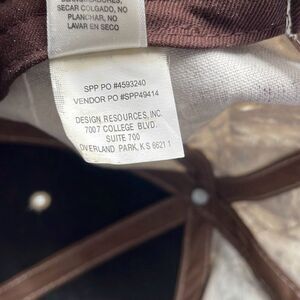 BLANQUEADORES,
SECAR COLGADO, NO
PLANCHAR, NO
LAVAR EN SECO
SPP PO #4593240
VENDOR PO #SPP49414
DESIGN RESOURCES, INC.
7007 COLLEGE BLVD.
SUITE 700
OVERLAND PARK, KS 66211